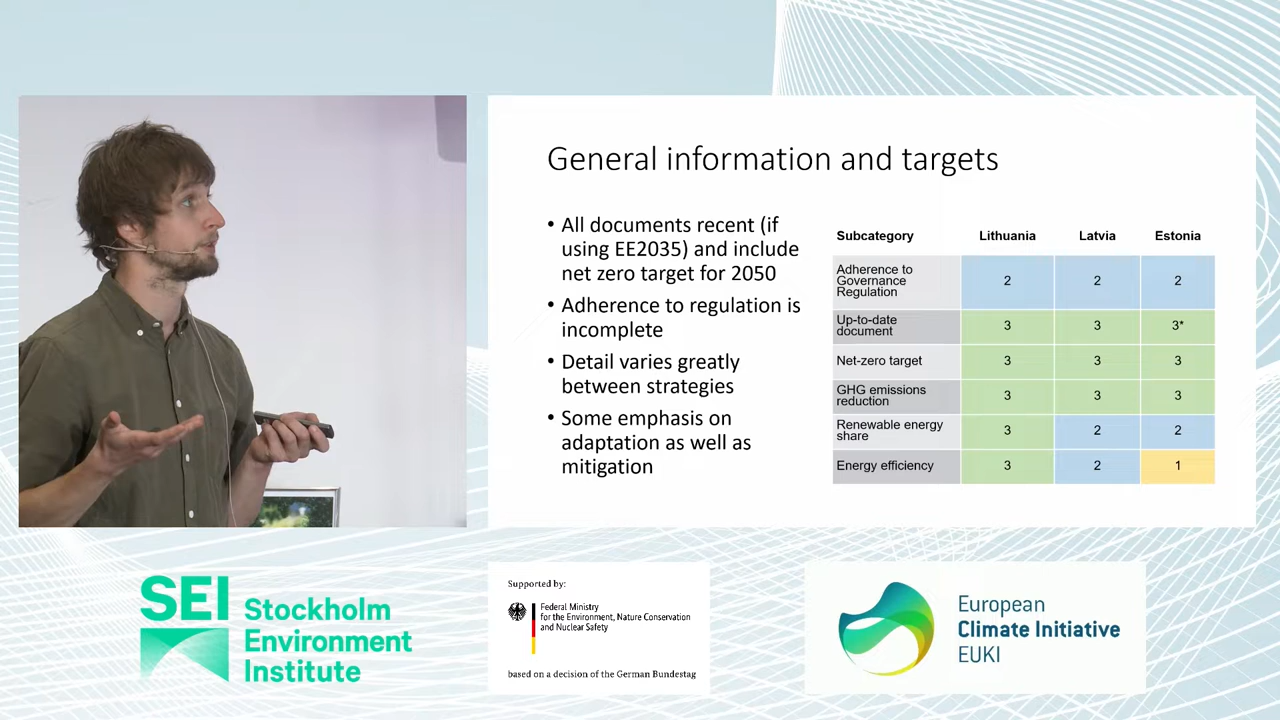 General information and targets
• All documents recent (if
using EE2035) and include
net zero target for 2050
• Adherence to regulation is
incomplete
• Detail varies greatly
between strategies
• Some emphasis on
adaptation as well as
mitigation
Subcategory Lithuania Latvia Estonia
Adherence to
Governance
Regulation 2 2 2
Up-to-date
document 3 3 3*
Net-zero target 3 3 3
GHG emissions
reduction 3 3 3
Renewable energy
share 3 2 2
Energy efficiency 3 2 1
SEI Stockholm
Environment
Institute
Supported by:
Federal Ministry
for the Environment, Nature Conservation
and Nuclear Safety
based on a decision of the German Bundestag
European
Climate Initiative
EUKI